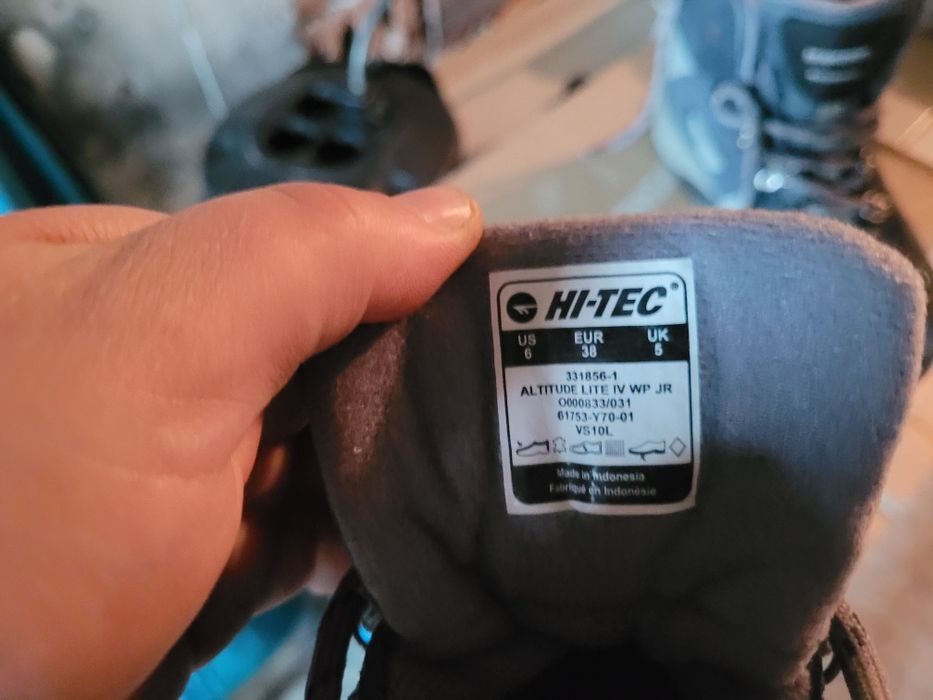 HI-TEC®
US EUR UK
6 38 5
331856-1
ALTITUDE LITE IV WP JR
O000833/031
61753-Y70-01
VS10L
Made in Indonesia
Fabriqué en Indonésie